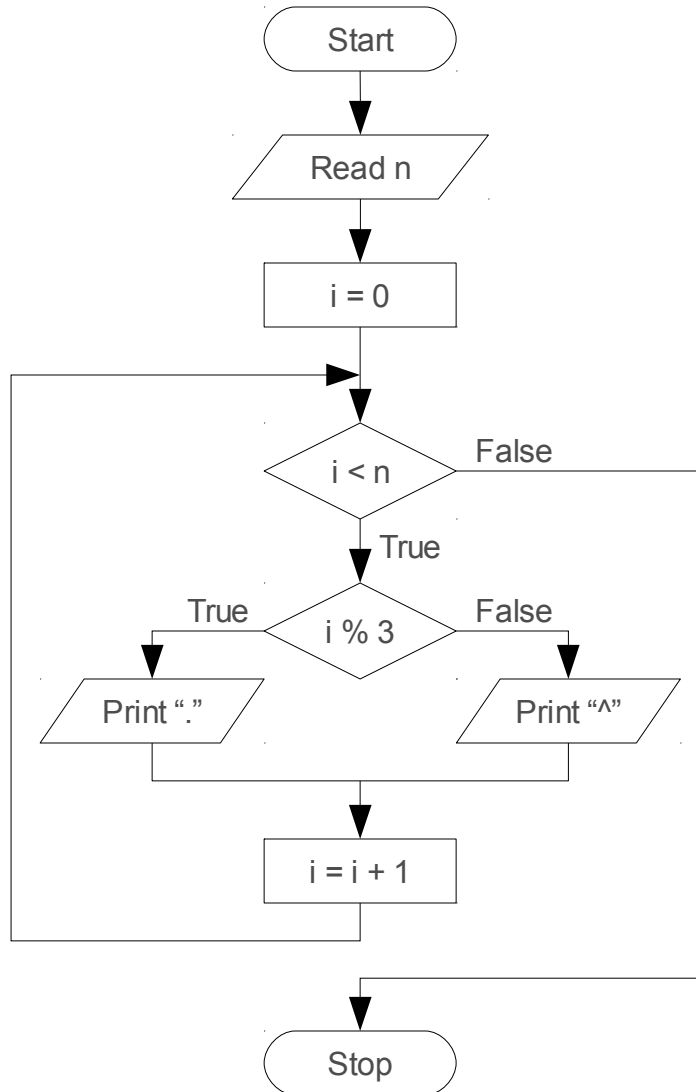 Start
Read n
i = 0
i < n
False
True
True
i % 3
False
Print “.”
Print “^”
i = i + 1
Stop